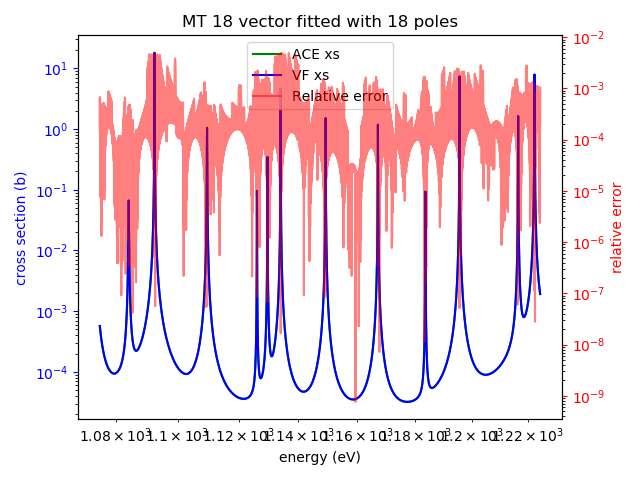 MT 18 vector fitted with 18 poles
ACE xs
VF xs
Relative error
cross section (b)
10¹
10⁰
10⁻¹
10⁻²
10⁻³
10⁻⁴
relative error
10⁻²
10⁻³
10⁻⁴
10⁻⁵
10⁻⁶
10⁻⁷
10⁻⁸
10⁻⁹
1.08 × 10³ 1.1 × 10³ 1.12 × 10³ 1.14 × 10³ 1.16 × 10³ 1.18 × 10³ 1.2 × 10³ 1.22 × 10³
energy (eV)